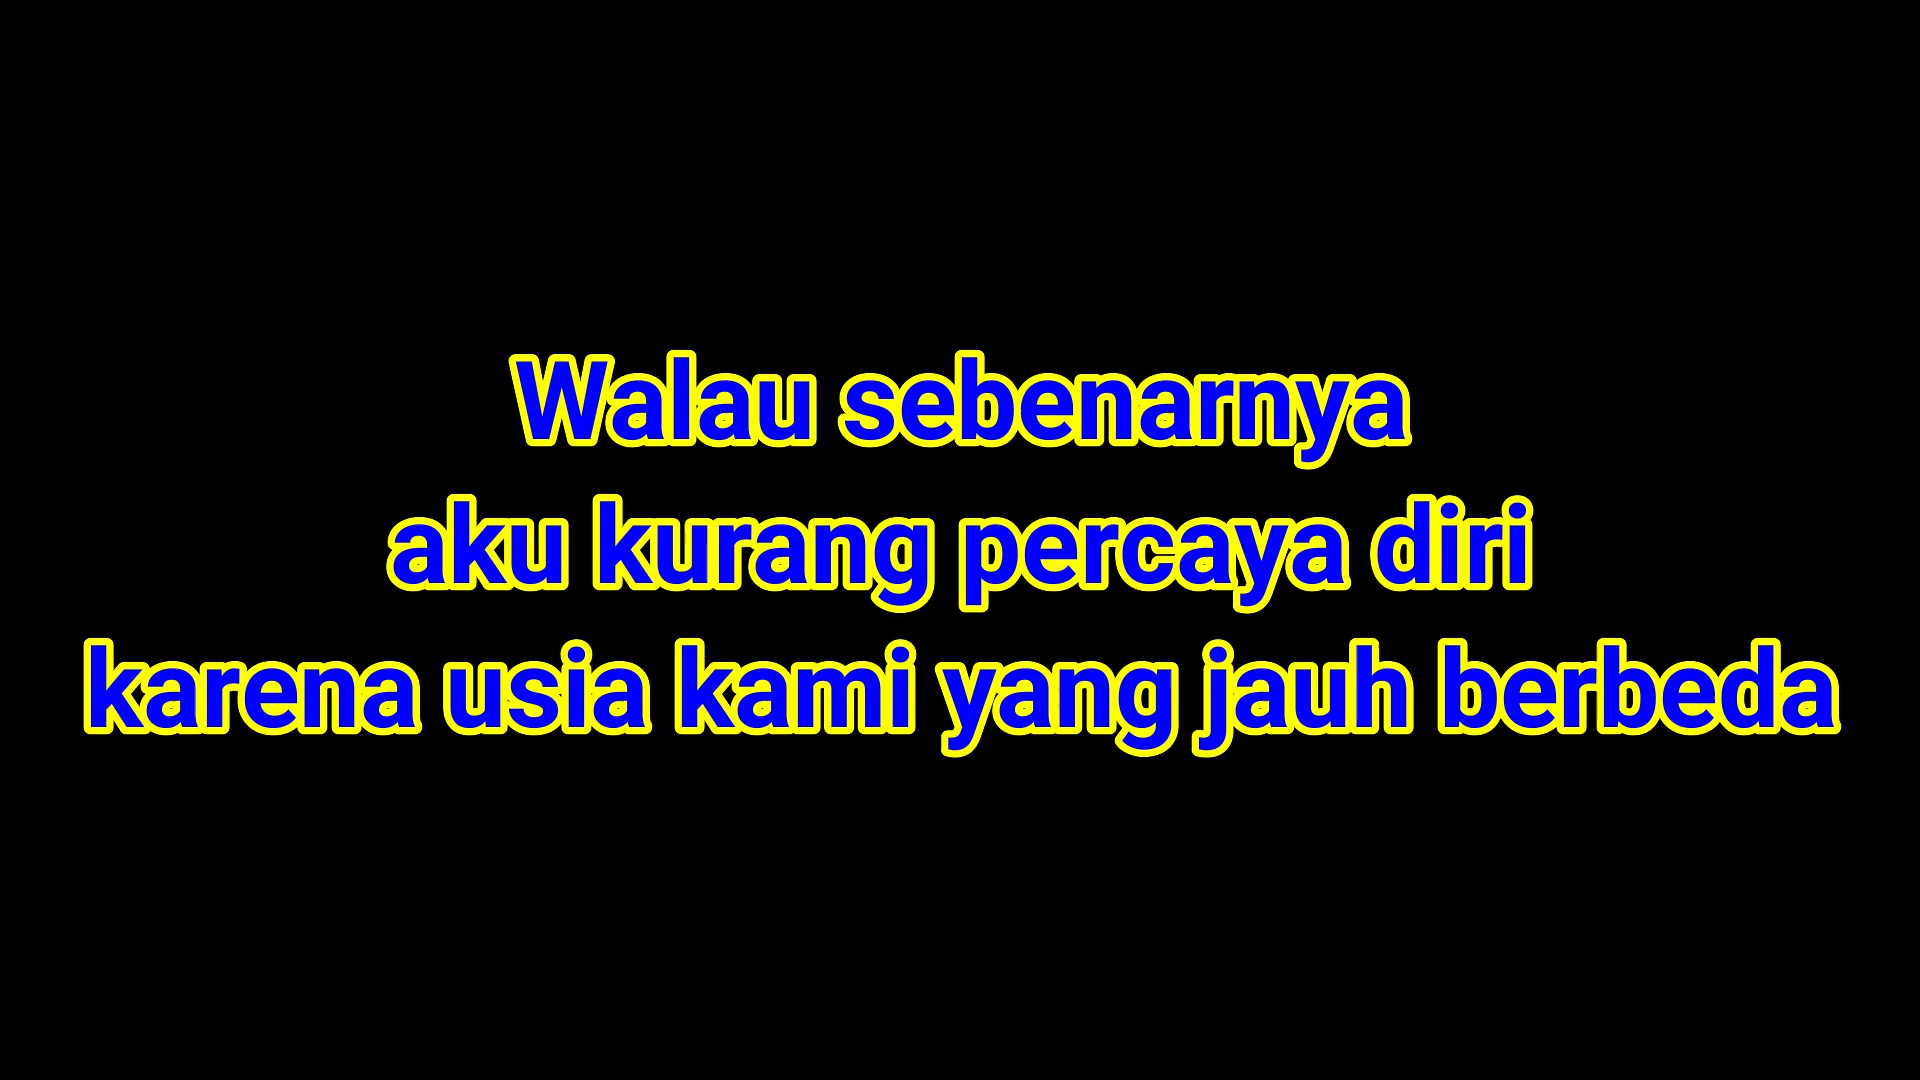 Walau sebenarnya
aku kurang percaya diri
karena usia kami yang jauh berbeda